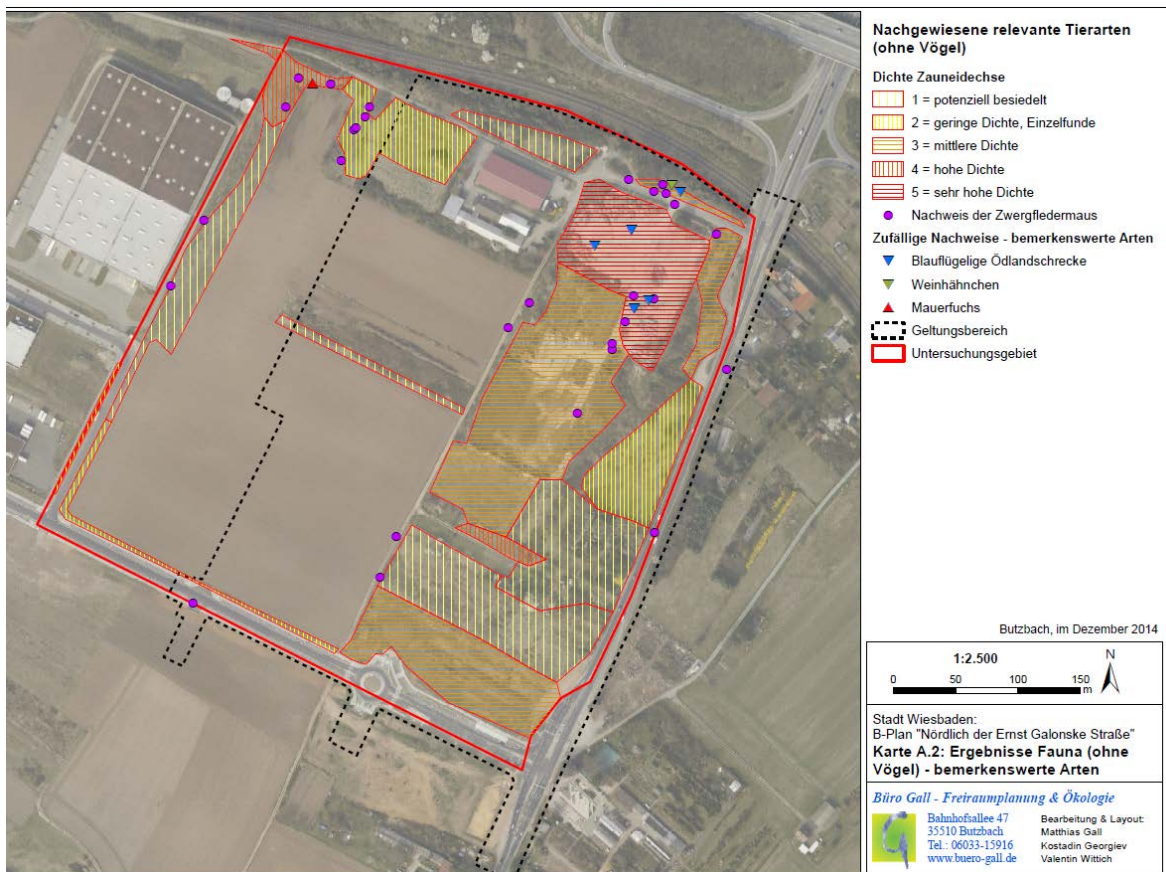 Nachgewiesene relevante Tierarten
(ohne Vögel)
Dichte Zauneidechse
1 = potenziell besiedelt
2 = geringe Dichte, Einzelfunde
3 = mittlere Dichte
4 = hohe Dichte
5 = sehr hohe Dichte
Nachweis der Zwergfledermaus
Zufällige Nachweise - bemerkenswerte Arten
Blauflügelige Ödlandschrecke
Weinhähnchen
Mauerfuchs
Geltungsbereich
Untersuchungsgebiet
Butzbach, im Dezember 2014
1:2.500
N
0 50 100 150
m
Stadt Wiesbaden:
B-Plan "Nördlich der Ernst Galonske Straße"
Karte A.2: Ergebnisse Fauna (ohne
Vögel) - bemerkenswerte Arten
Büro Gall - Freiraumplanung & Ökologie
Bahnhofsallee 47
35510 Butzbach
Tel.: 06033-15916
www.buero-gall.de
Bearbeitung & Layout:
Matthias Gall
Kostadin Georgiev
Valentin Wittich